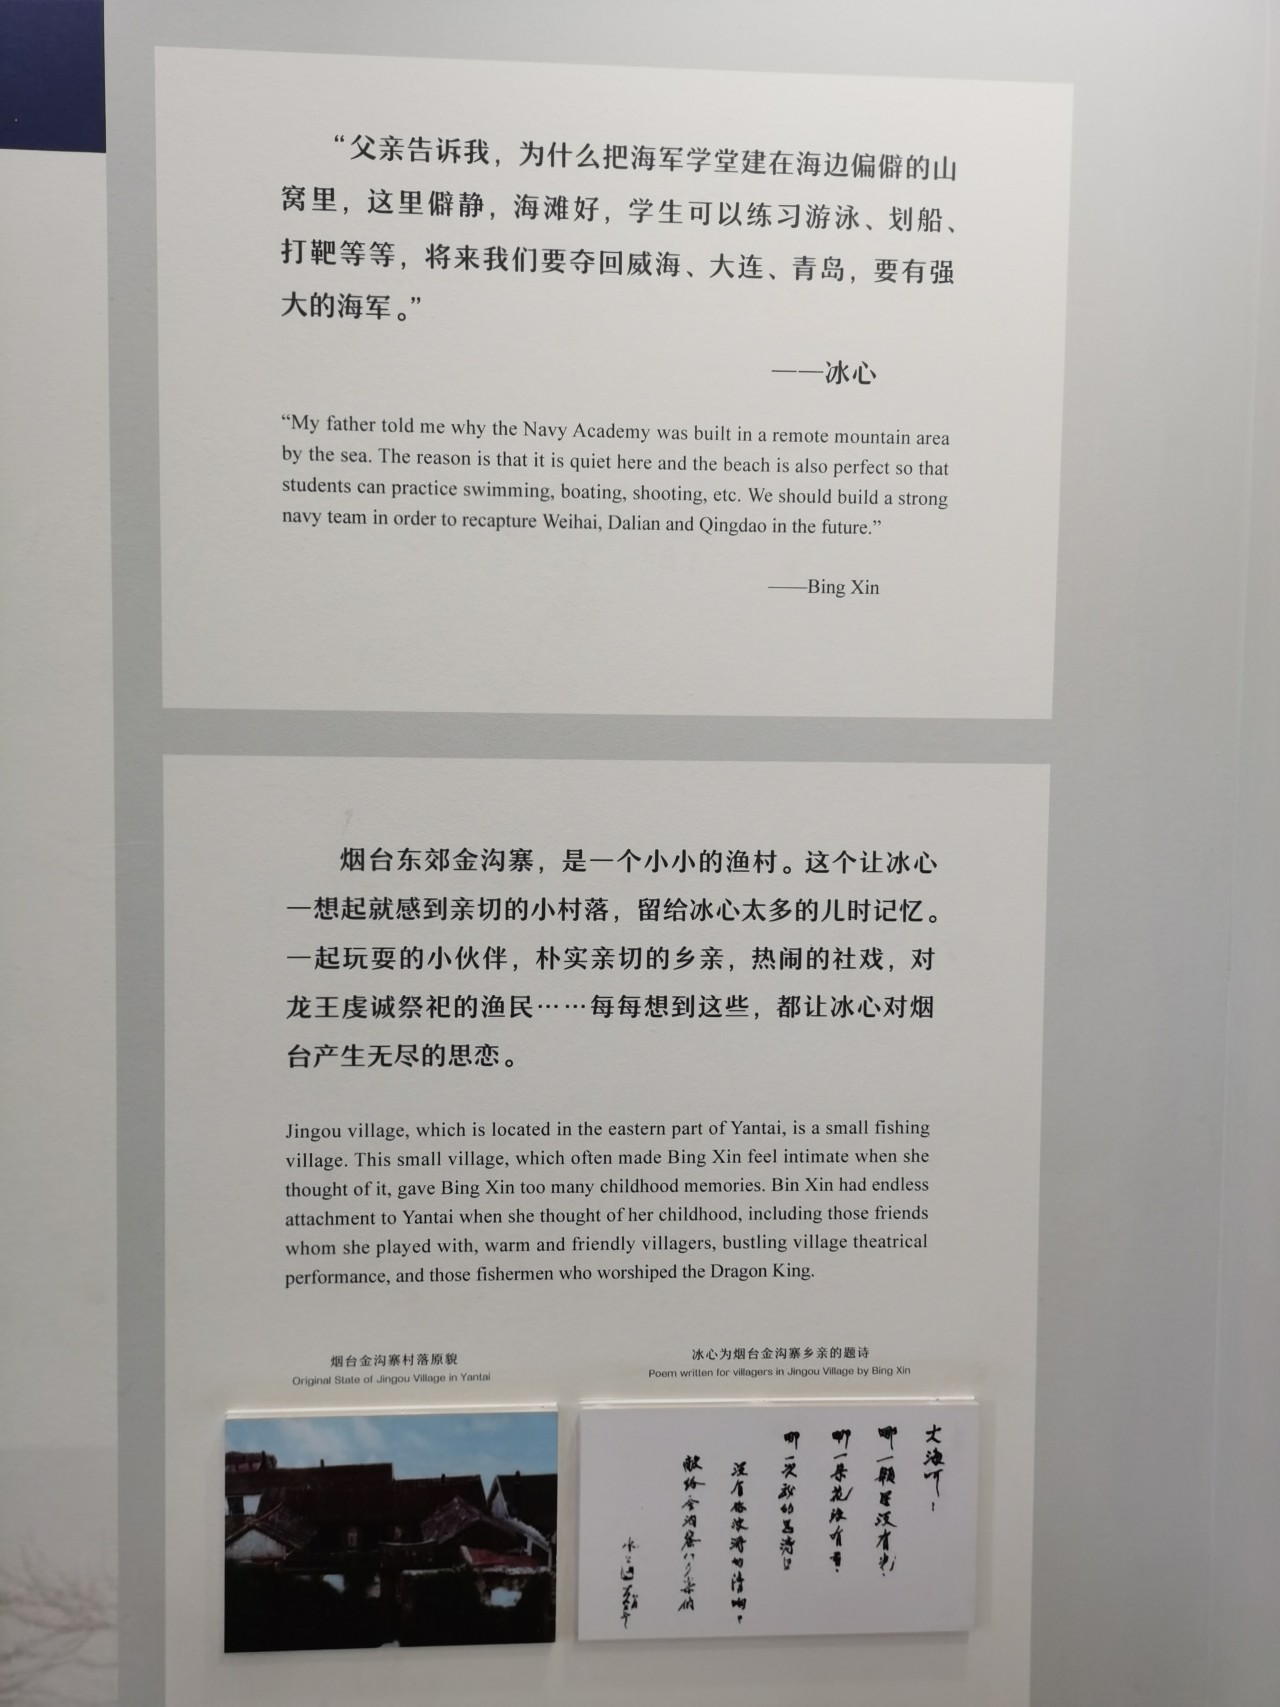 “父亲告诉我，为什么把海军学堂建在海边偏僻的山
窝里，这里僻静，海滩好，学生可以练习游泳、划船、
打靶等等，将来我们要夺回威海、大连、青岛，要有强
大的海军。”
——冰心
“My father told me why the Navy Academy was built in a remote mountain area
by the sea. The reason is that it is quiet here and the beach is also perfect so that
students can practice swimming, boating, shooting, etc. We should build a strong
navy team in order to recapture Weihai, Dalian and Qingdao in the future.”
——Bing Xin
烟台东郊金沟寨，是一个小小的渔村。这个让冰心
一想起就感到亲切的小村落，留给冰心太多的儿时记忆。
一起玩耍的小伙伴，朴实亲切的乡亲，热闹的社戏，对
龙王虔诚祭祀的渔民……每每想到这些，都让冰心对烟
台产生无尽的思恋。
Jingou village, which is located in the eastern part of Yantai, is a small fishing
village. This small village, which often made Bing Xin feel intimate when she
thought of it, gave Bing Xin too many childhood memories. Bin Xin had endless
attachment to Yantai when she thought of her childhood, including those friends
whom she played with, warm and friendly villagers, bustling village theatrical
performance, and those fishermen who worshiped the Dragon King.
烟台金沟寨村落原貌
Original State of Jingou Village in Yantai
冰心为烟台金沟寨乡亲的题诗
Poem written for villagers in Jingou Village by Bing Xin
大海呵！
哪一颗星没有光，
哪一朵花没有香，
哪一次我的思潮里
没有你波涛的清响？
献给金沟寨